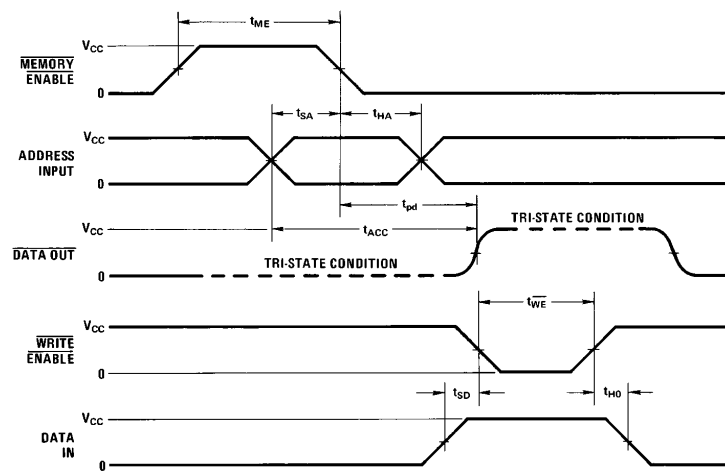 tME
VCC
MEMORY
ENABLE
0
tSA
tHA
VCC
ADDRESS
INPUT
0
tpd
VCC
tACC
TRI-STATE CONDITION
DATA OUT
TRI-STATE CONDITION
0
tWE
VCC
WRITE
ENABLE
0
tSD
tH0
VCC
DATA
IN
0